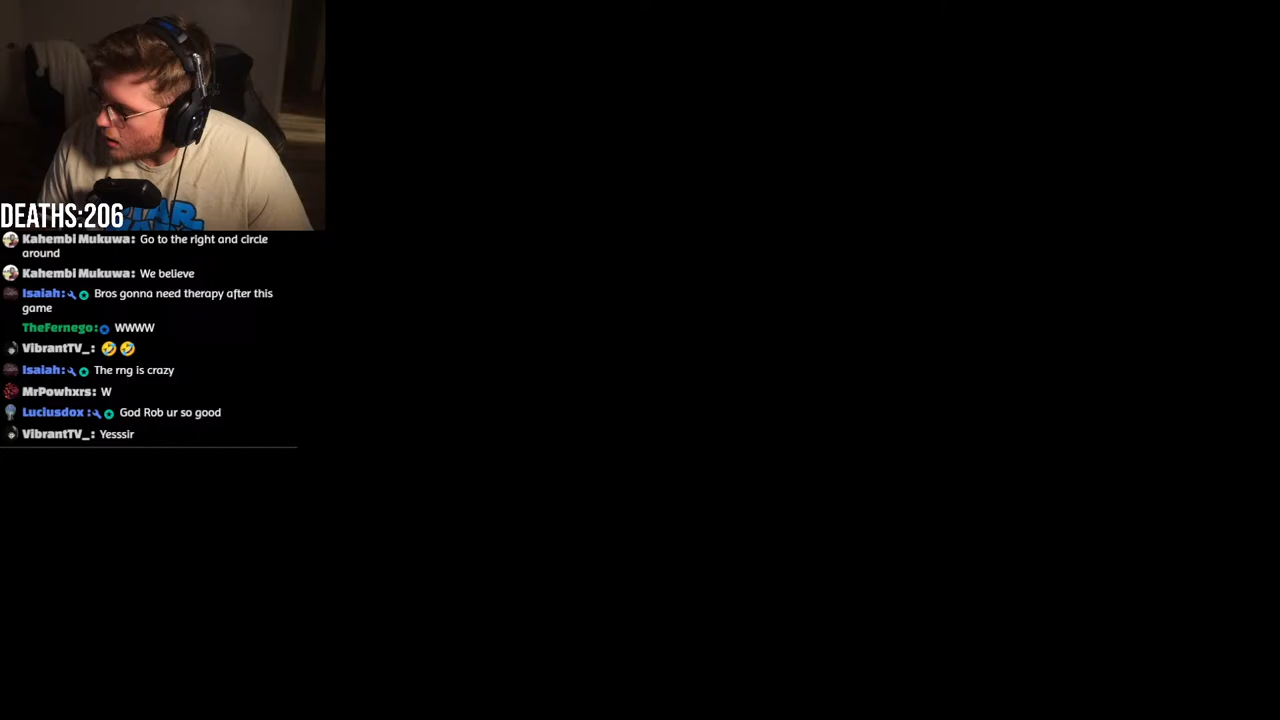 STAR
DEATHS:206
Kahembi Mukuwa: Go to the right and circle
around
Kahembi Mukuwa: We believe
Isaiah: Bros gonna need therapy after this
game
TheFernego: WWWW
VibrantTV_: 🤣 🤣
Isaiah: The rng is crazy
MrPowhxrs: W
Luciusdox : God Rob ur so good
VibrantTV_: Yesssir